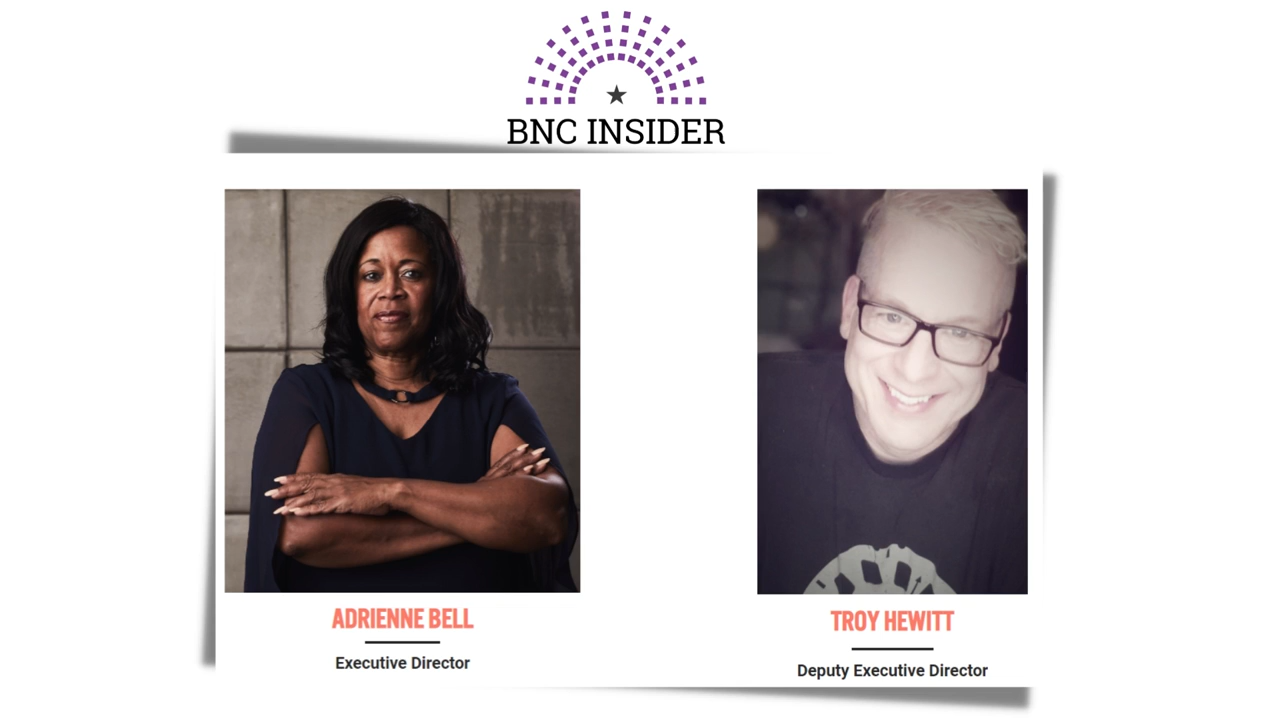 BNC INSIDER
ADRIENNE BELL
Executive Director
TROY HEWITT
Deputy Executive Director